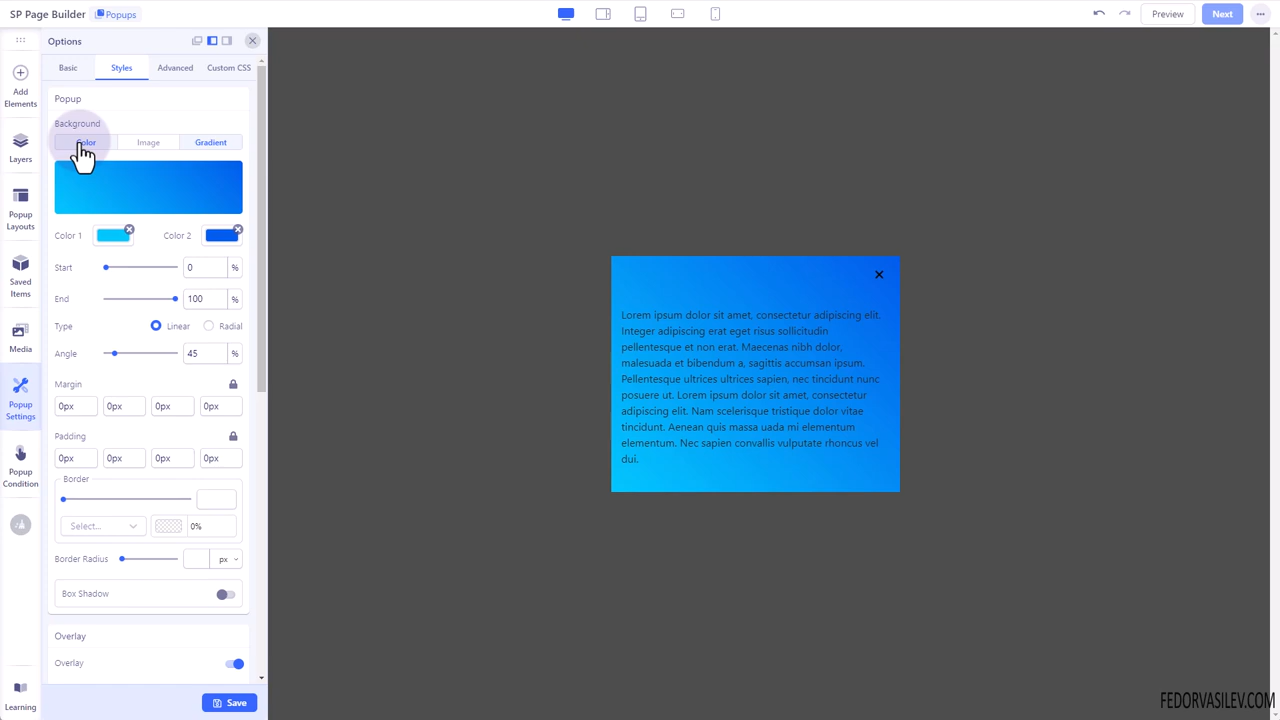 SP Page Builder Popups
Preview Next
Options
Basic Styles Advanced Custom CSS
Add
Elements
Layers
Popup
Layouts
Saved
Items
Media
Popup
Settings
Popup
Condition
Learning
Popup
Background
Color Image Gradient
Color 1 Color 2
Start 0 %
End 100 %
Type Linear Radial
Angle 45 %
Margin
0px 0px 0px 0px
Padding
0px 0px 0px 0px
Border
Select... 0%
Border Radius px
Box Shadow
Overlay
Overlay
Save
Lorem ipsum dolor sit amet, consectetur adipiscing elit.
Integer adipiscing erat eget risus sollicitudin
pellentesque et non erat. Maecenas nibh dolor,
malesuada et bibendum a, sagittis accumsan ipsum.
Pellentesque ultrices ultrices sapien, nec tincidunt nunc
posuere ut. Lorem ipsum dolor sit amet, consectetur
adipiscing elit. Nam scelerisque tristique dolor vitae
tincidunt. Aenean quis massa uada mi elementum
elementum. Nec sapien convallis vulputate rhoncus vel
dui.
FEDORVASILEV.COM